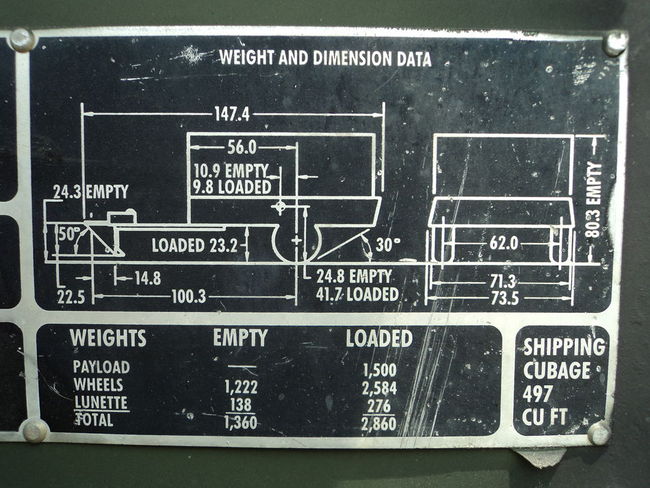 WEIGHT AND DIMENSION DATA
147.4
56.0
10.9 EMPTY
9.8 LOADED
24.3 EMPTY
80.3 EMPTY
50°
LOADED 23.2
30°
62.0
14.8
24.8 EMPTY
41.7 LOADED
22.5
100.3
71.3
73.5
WEIGHTS EMPTY LOADED
PAYLOAD — 1,500
WHEELS 1,222 2,584
LUNETTE 138 276
TOTAL 1,360 2,860
SHIPPING
CUBAGE
497
CU FT